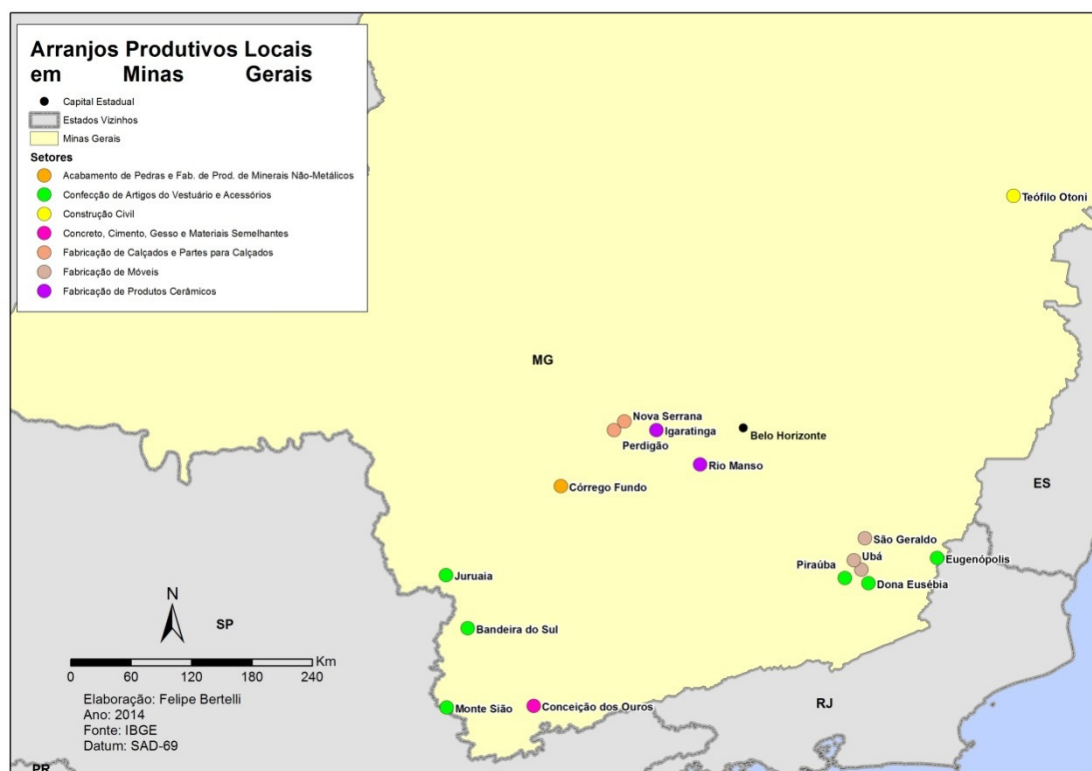 Arranjos Produtivos Locais
em Minas Gerais
Capital Estadual
Estados Vizinhos
Minas Gerais
Setores
Acabamento de Pedras e Fab. de Prod. de Minerais Não-Metálicos
Confecção de Artigos do Vestuário e Acessórios
Construção Civil
Concreto, Cimento, Gesso e Materiais Semelhantes
Fabricação de Calçados e Partes para Calçados
Fabricação de Móveis
Fabricação de Produtos Cerâmicos
Teófilo Otoni
MG
Nova Serrana
Igaratinga
Belo Horizonte
Perdigão
Rio Manso
Córrego Fundo
ES
São Geraldo
Ubá
Eugenópolis
Piraúba
Dona Eusébia
Juruaia
N
SP
Bandeira do Sul
Km
0 60 120 180 240
Elaboração: Felipe Bertelli
Ano: 2014
Fonte: IBGE
Datum: SAD-69
Monte Sião
Conceição dos Ouros
RJ
PR